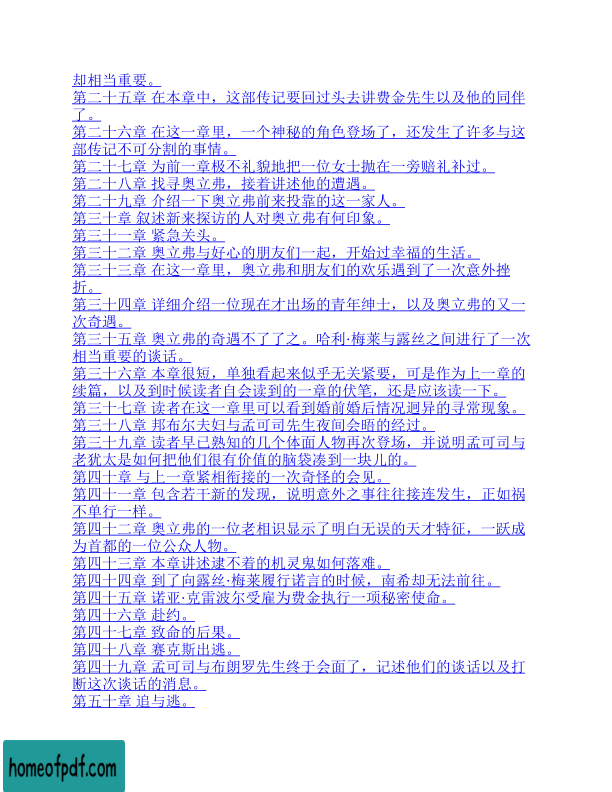 却相当重要。
第二十五章 在本章中，这部传记要回过头去讲费金先生以及他的同伴
了。
第二十六章 在这一章里，一个神秘的角色登场了，还发生了许多与这
部传记不可分割的事情。
第二十七章 为前一章极不礼貌地把一位女士抛在一旁赔礼补过。
第二十八章 找寻奥立弗，接着讲述他的遭遇。
第二十九章 介绍一下奥立弗前来投靠的这一家人。
第三十章 叙述新来探访的人对奥立弗有何印象。
第三十一章 紧急关头。
第三十二章 奥立弗与好心的朋友们一起，开始过幸福的生活。
第三十三章 在这一章里，奥立弗和朋友们的欢乐遇到了一次意外挫
折。
第三十四章 详细介绍一位现在才出场的青年绅士，以及奥立弗的又一
次奇遇。
第三十五章 奥立弗的奇遇不了了之。哈利·梅莱与露丝之间进行了一次
相当重要的谈话。
第三十六章 本章很短，单独看起来似乎无关紧要，可是作为上一章的
续篇，以及到时候读者自会读到的一章的伏笔，还是应该读一下。
第三十七章 读者在这一章里可以看到婚前婚后情况迥异的寻常现象。
第三十八章 邦布尔夫妇与孟可司先生夜间会晤的经过。
第三十九章 读者早已熟知的几个体面人物再次登场，并说明孟可司与
老犹太是如何把他们很有价值的脑袋凑到一块儿的。
第四十章 与上一章紧相衔接的一次奇怪的会见。
第四十一章 包含若干新的发现，说明意外之事往往接连发生，正如祸
不单行一样。
第四十二章 奥立弗的一位老相识显示了明白无误的天才特征，一跃成
为首都的一位公众人物。
第四十三章 本章讲述逮不着的机灵鬼如何落难。
第四十四章 到了向露丝·梅莱履行诺言的时候，南希却无法前往。
第四十五章 诺亚·克雷波尔受雇为费金执行一项秘密使命。
第四十六章 赴约。
第四十七章 致命的后果。
第四十八章 赛克斯出逃。
第四十九章 孟可司与布朗罗先生终于会面了，记述他们的谈话以及打
断这次谈话的消息。
第五十章 追与逃。
homeofpdf.com